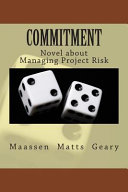 COMMITMENT
Novel about
Managing Project Risk
Maassen Matts Geary